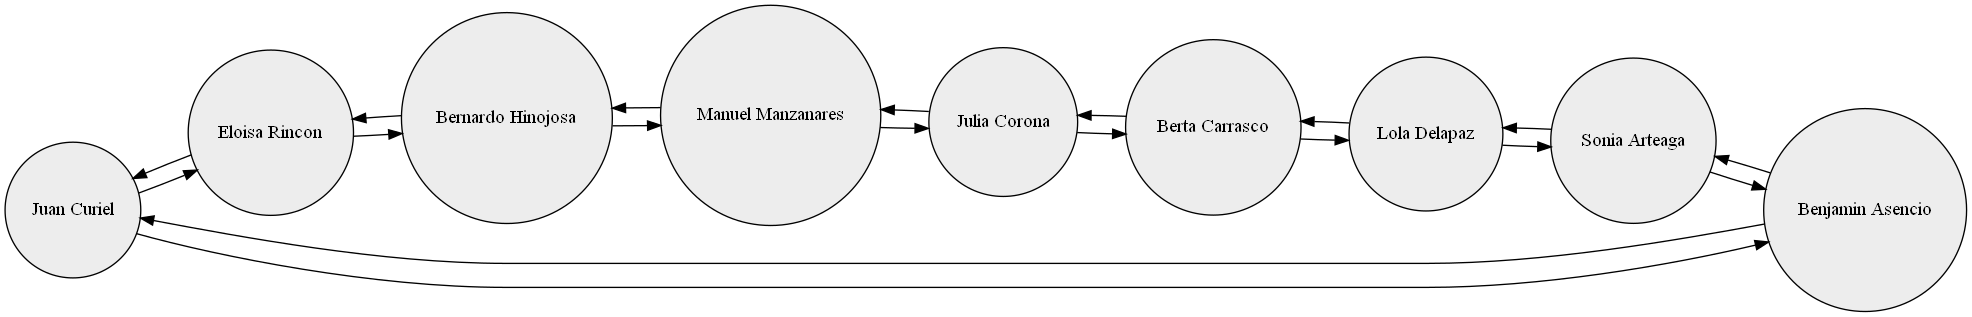 Juan Curiel
Eloisa Rincon
Bernardo Hinojosa
Manuel Manzanares
Julia Corona
Berta Carrasco
Lola Delapaz
Sonia Arteaga
Benjamin Asencio